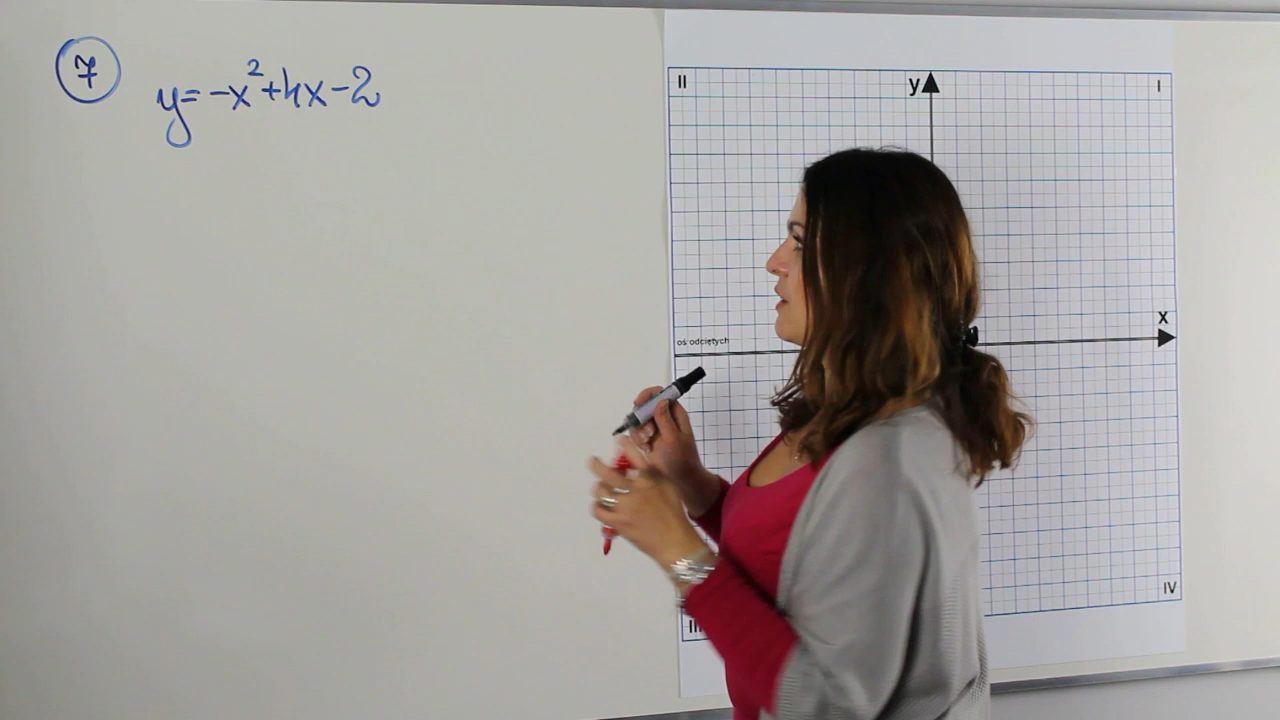 7 y=-x²+4x-2
II y I
x
oś odciętych
IV
III